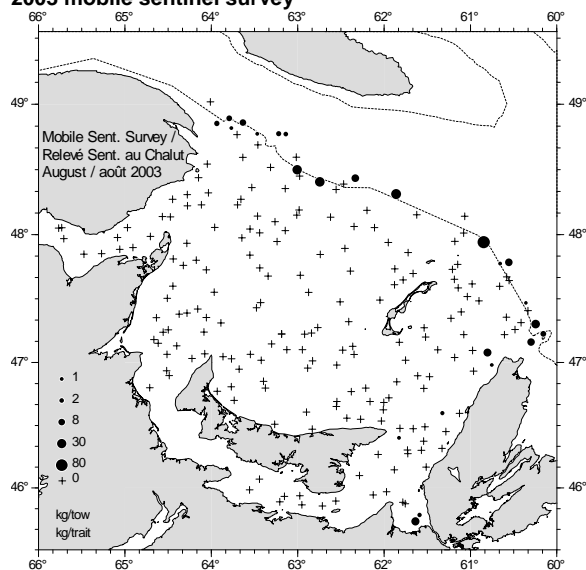 2003 mobile sentinel survey
66° 65° 64° 63° 62° 61° 60°
49° 49°
Mobile Sent. Survey /
Relevé Sent. au Chalut
August / août 2003
48° 48°
47° 47°
1
2
8
30
80
0
46° 46°
kg/tow
kg/trait
66° 65° 64° 63° 62° 61° 60°